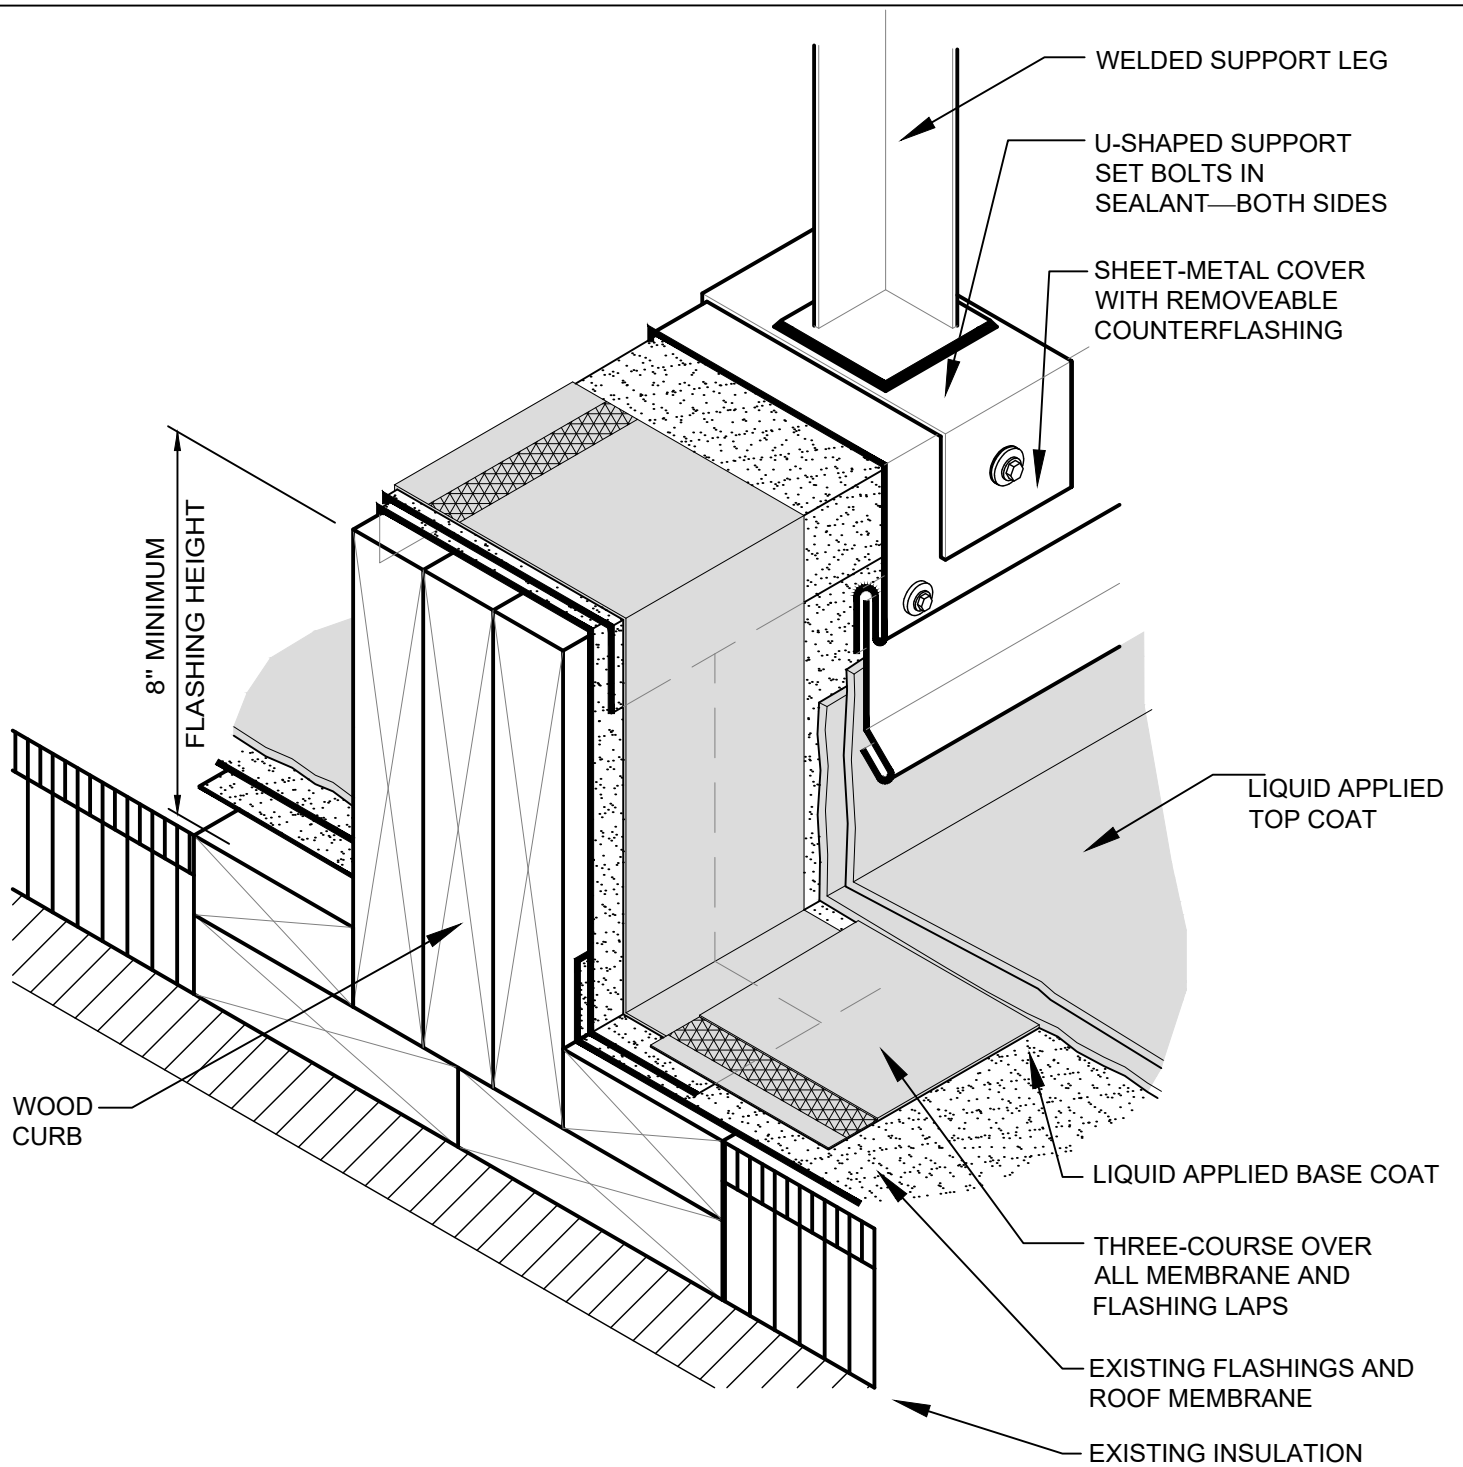 WELDED SUPPORT LEG
U-SHAPED SUPPORT
SET BOLTS IN
SEALANT—BOTH SIDES
SHEET-METAL COVER
WITH REMOVEABLE
COUNTERFLASHING
8" MINIMUM
FLASHING HEIGHT
LIQUID APPLIED
TOP COAT
WOOD
CURB
LIQUID APPLIED BASE COAT
THREE-COURSE OVER
ALL MEMBRANE AND
FLASHING LAPS
EXISTING FLASHINGS AND
ROOF MEMBRANE
EXISTING INSULATION